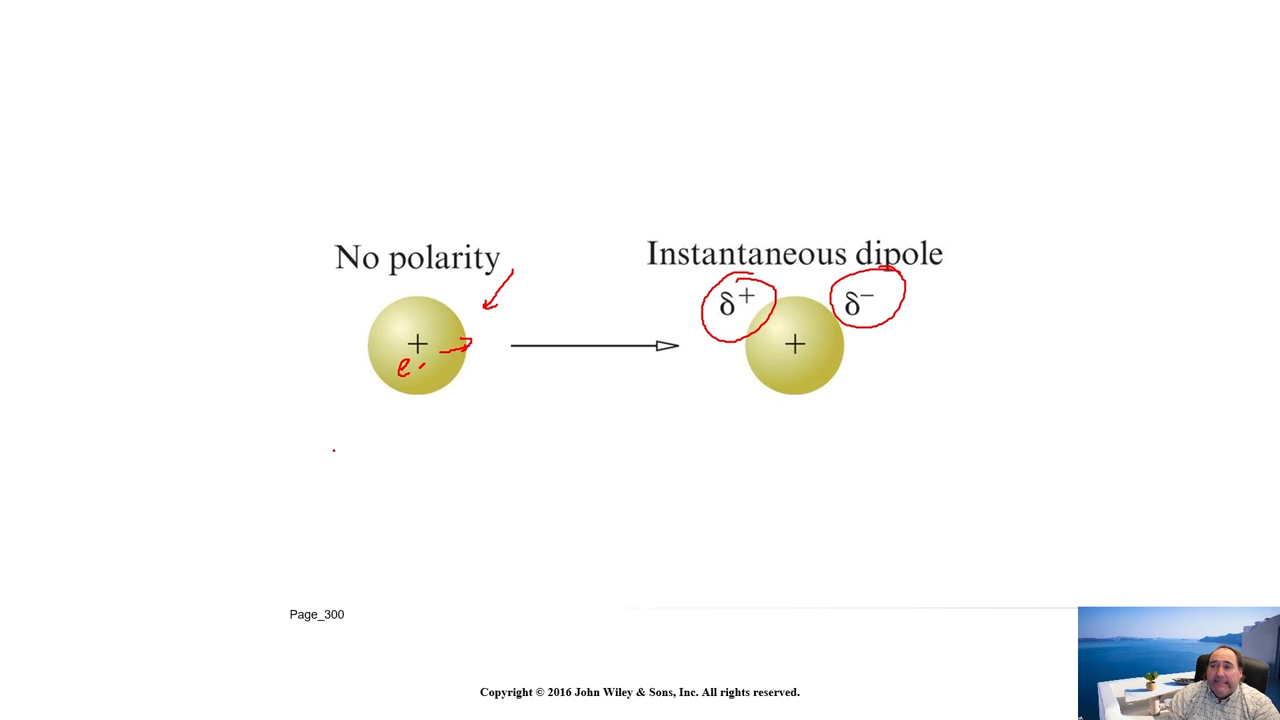 No polarity
Instantaneous dipole
δ+ δ−
+ +
e-
Page_300
Copyright © 2016 John Wiley & Sons, Inc. All rights reserved.